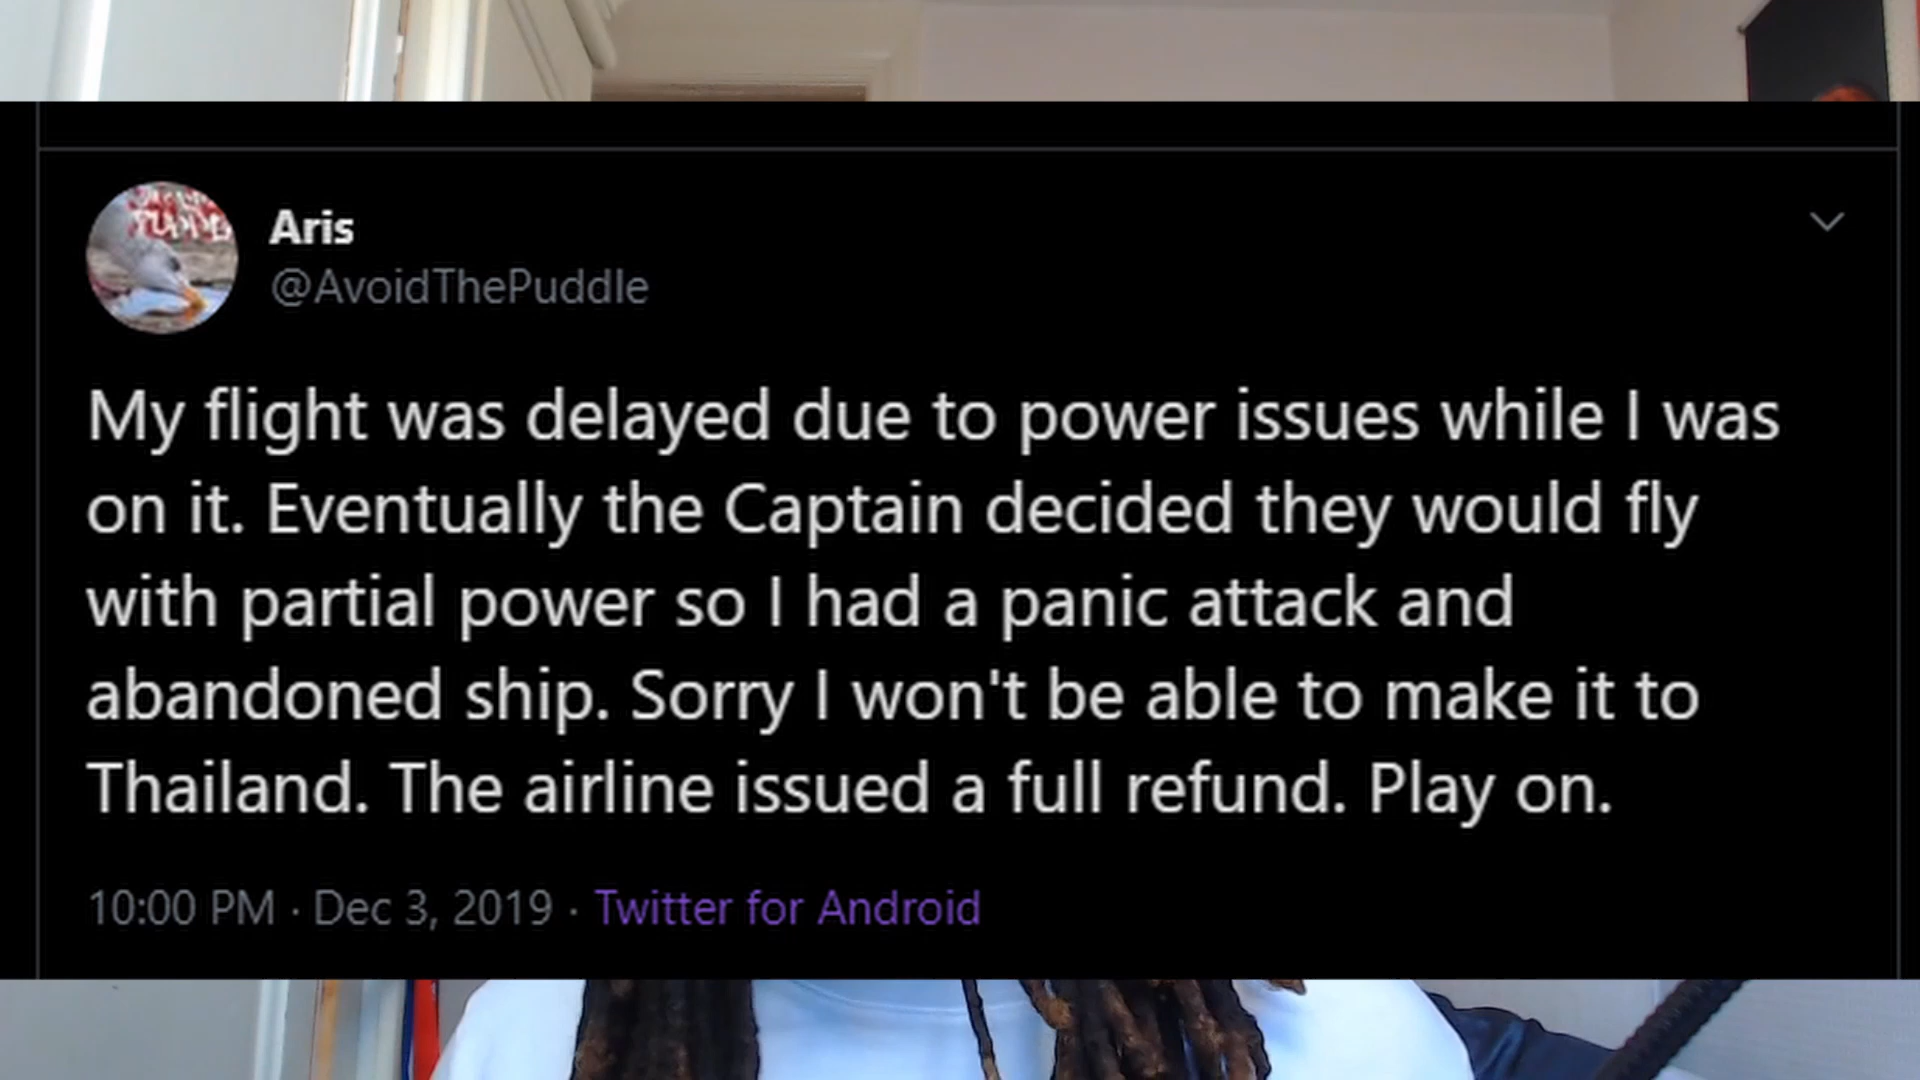 Aris
@AvoidThePuddle
My flight was delayed due to power issues while I was
on it. Eventually the Captain decided they would fly
with partial power so I had a panic attack and
abandoned ship. Sorry I won't be able to make it to
Thailand. The airline issued a full refund. Play on.
10:00 PM · Dec 3, 2019 · Twitter for Android